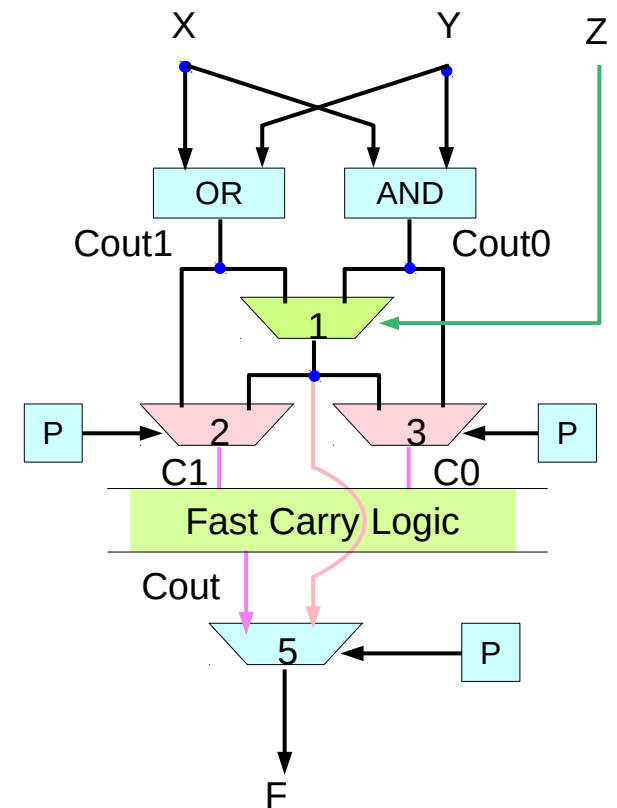 X Y Z
OR AND
Cout1 Cout0
1
P 2 3 P
C1 C0
Fast Carry Logic
Cout
5 P
F